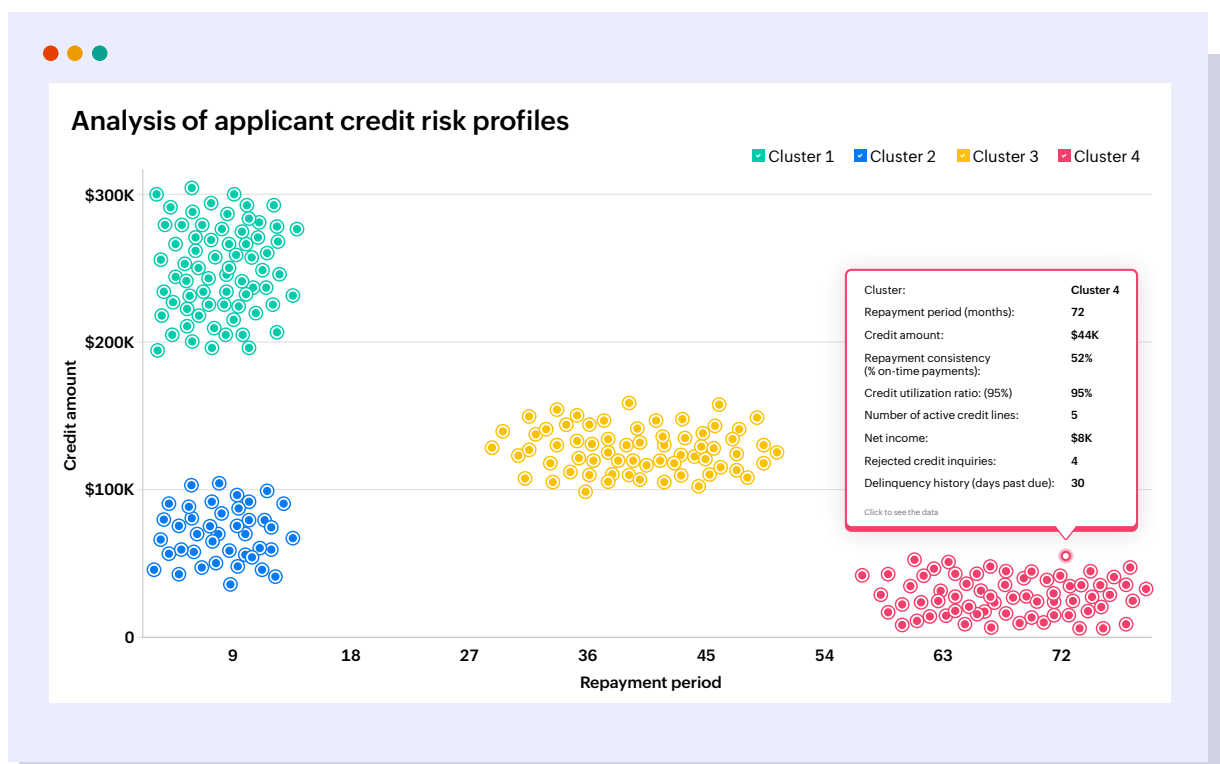 Analysis of applicant credit risk profiles
Cluster 1 Cluster 2 Cluster 3 Cluster 4
$300K
$200K
$100K
0
Credit amount
9 18 27 36 45 54 63 72
Repayment period
Cluster: Cluster 4
Repayment period (months): 72
Credit amount: $44K
Repayment consistency 52%
(% on-time payments):
Credit utilization ratio: (95%) 95%
Number of active credit lines: 5
Net income: $8K
Rejected credit inquiries: 4
Delinquency history (days past due): 30
Click to see the data